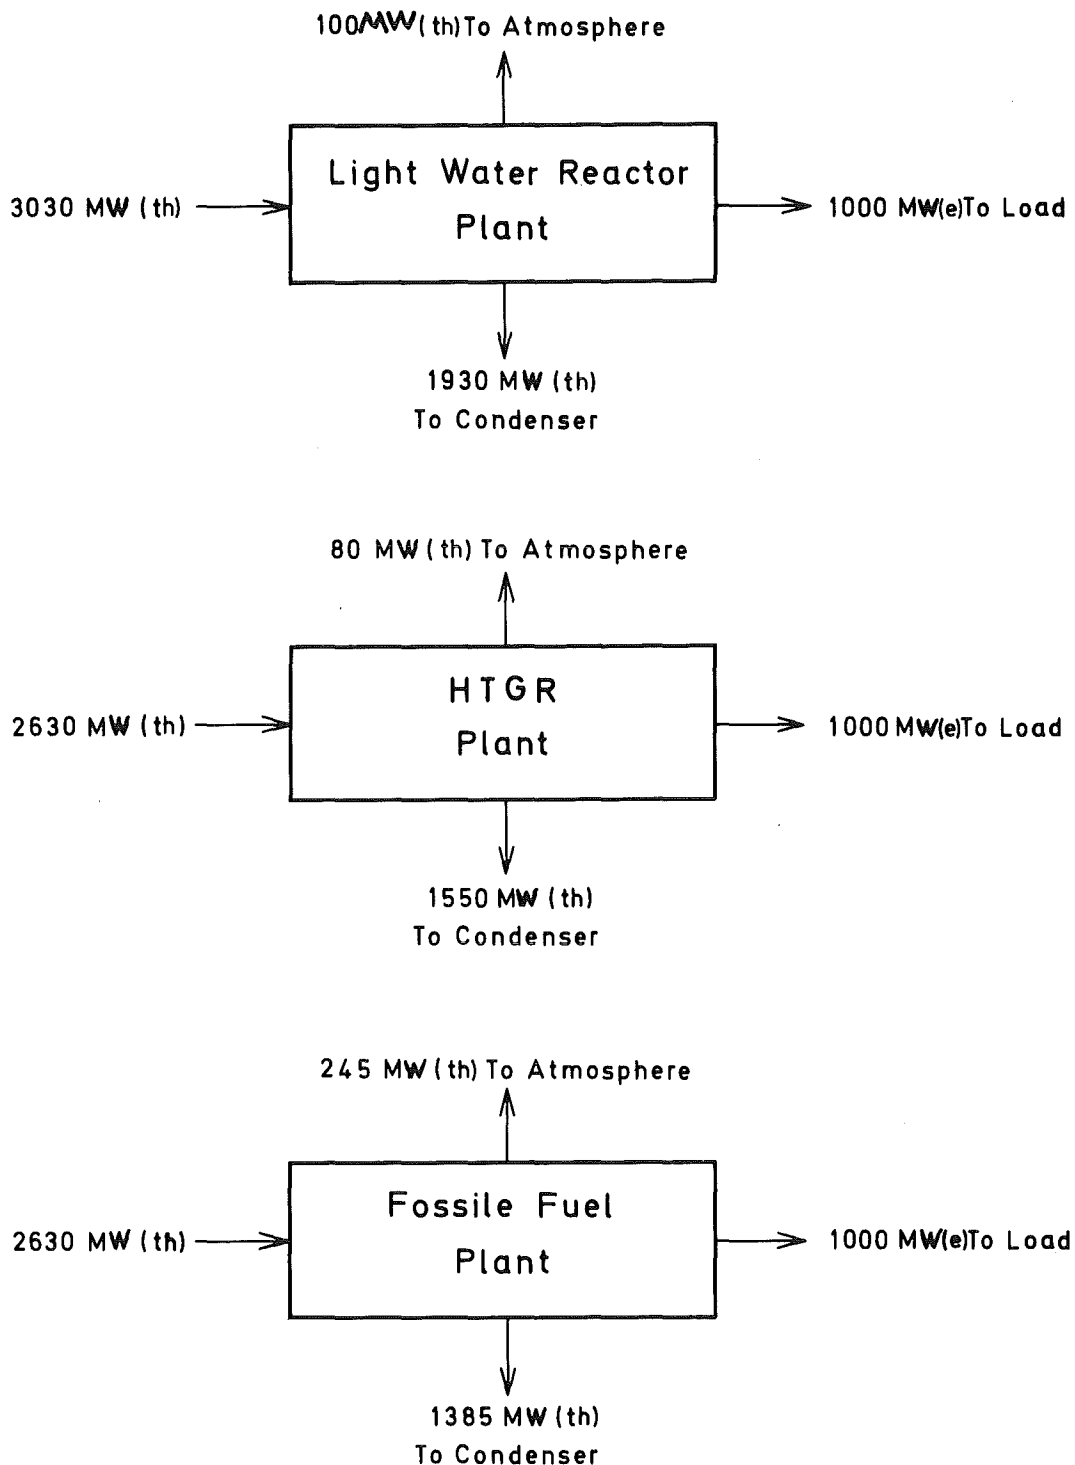 100MW(th)To Atmosphere
Light Water Reactor
Plant
3030 MW (th)
1000 MW(e)To Load
1930 MW (th)
To Condenser
80 MW (th) To Atmosphere
HTGR
Plant
2630 MW (th)
1000 MW(e)To Load
1550 MW (th)
To Condenser
245 MW (th) To Atmosphere
Fossile Fuel
Plant
2630 MW (th)
1000 MW(e)To Load
1385 MW (th)
To Condenser